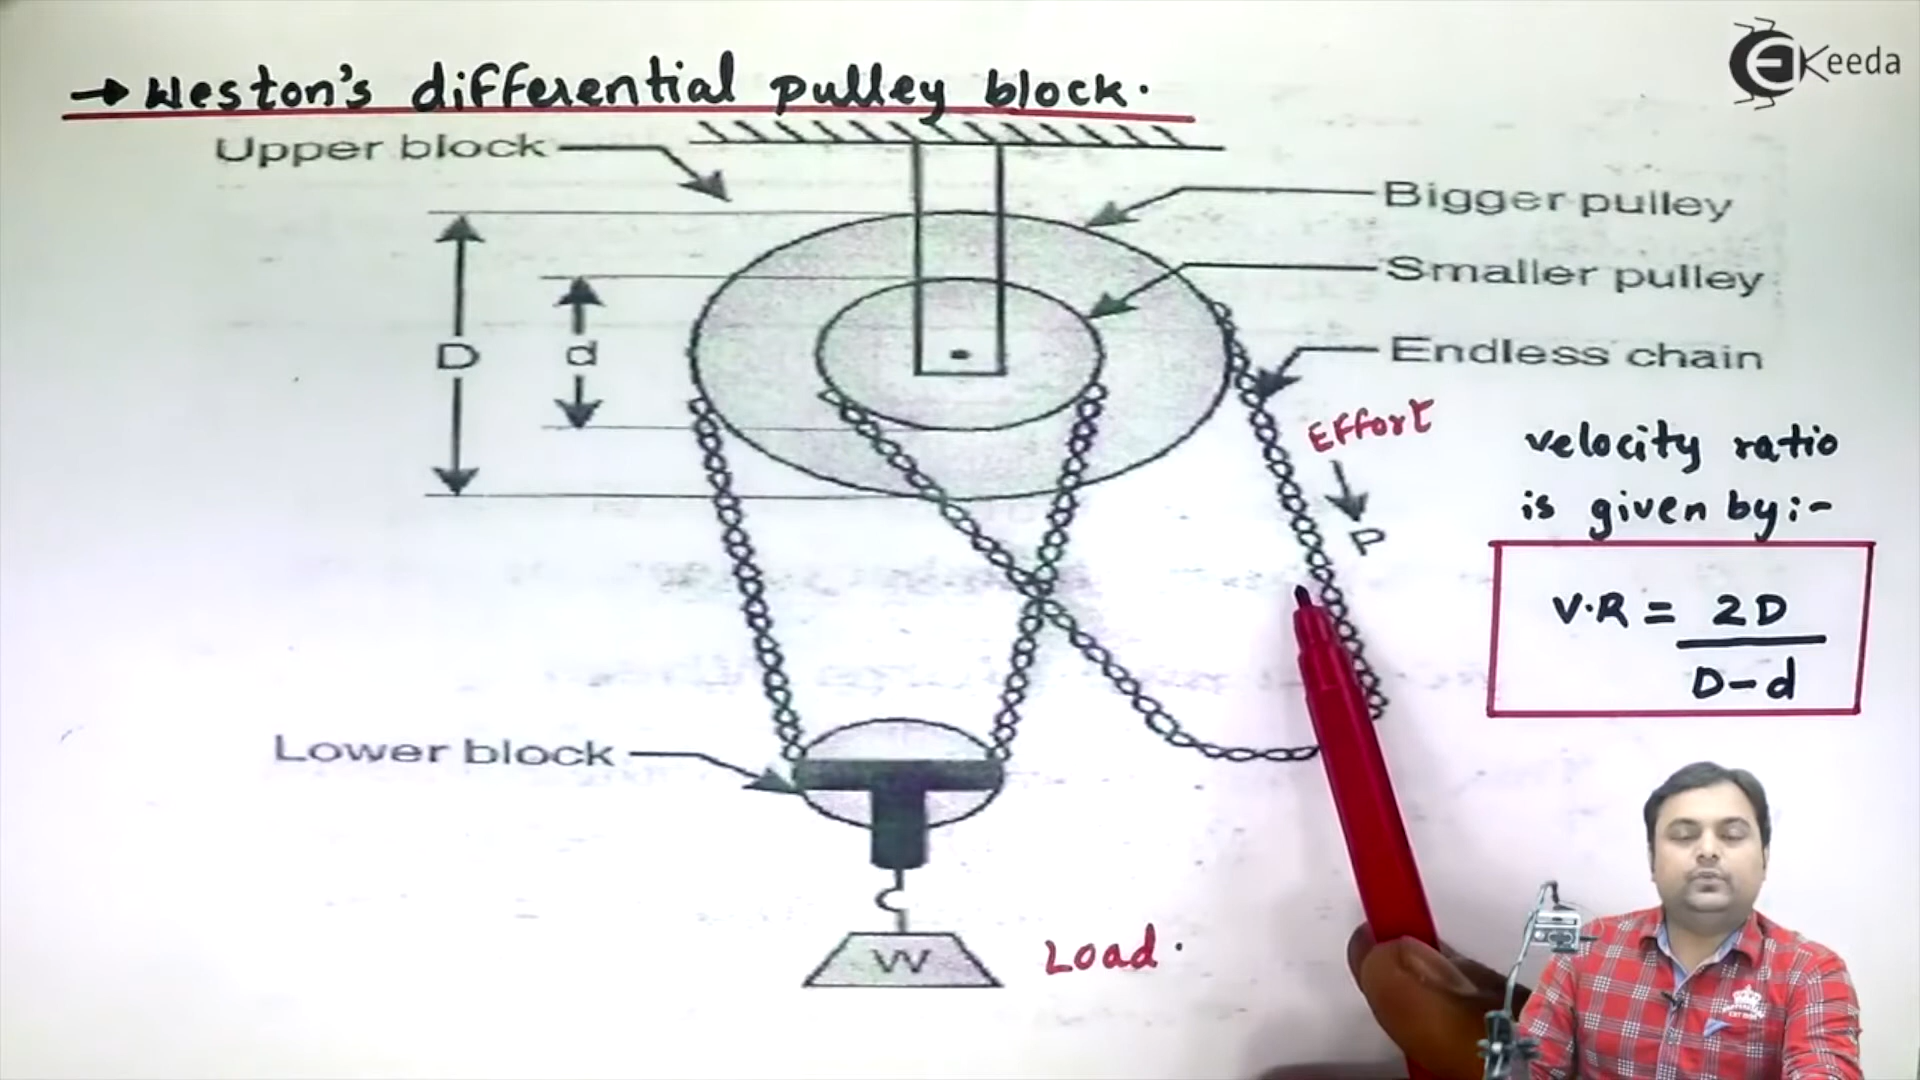 → Weston's differential pulley block.
Keeda
Upper block
Bigger pulley
Smaller pulley
D
d
Endless chain
Effort
P
velocity ratio
is given by:-
V.R = 2D
D-d
Lower block
W
Load.